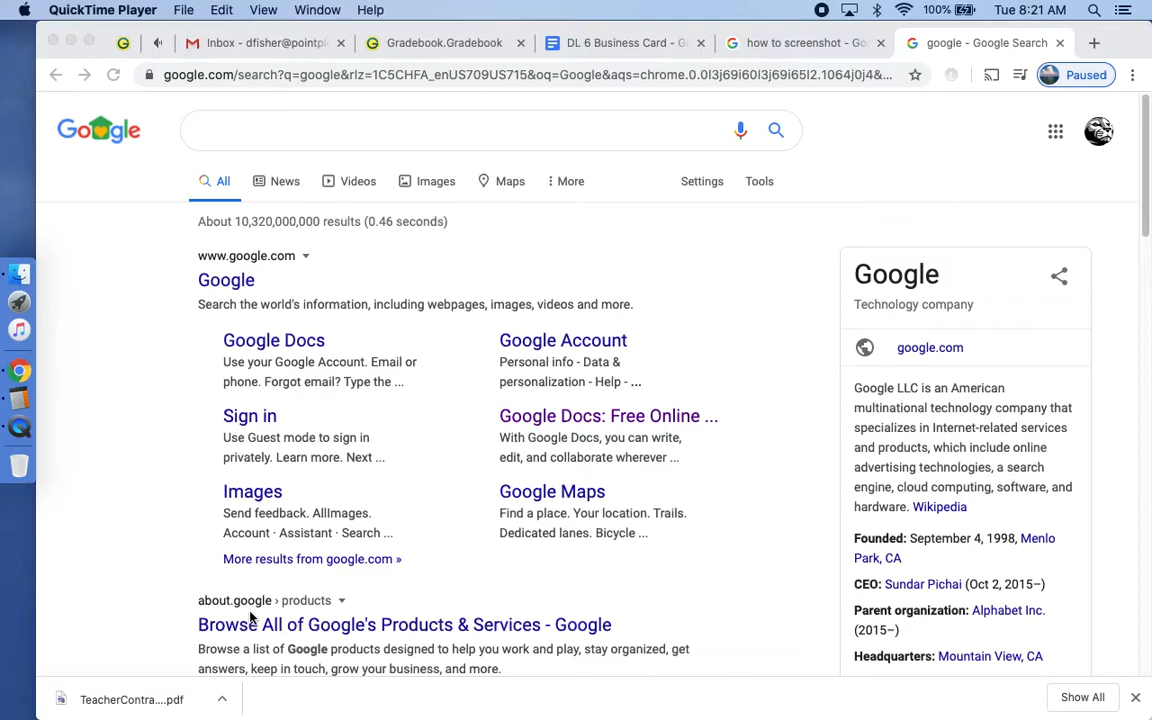 QuickTime Player File Edit View Window Help 100% Tue 8:21 AM
Inbox - dfisher@pointpl
Gradebook.Gradebook
DL 6 Business Card - Go
how to screenshot - Goo
google - Google Search
google.com/search?q=google&rlz=1C5CHFA_enUS709US715&oq=Google&aqs=chrome.0.0l3j69i60l3j69i65l2.1064j0j4&...
Paused
Google
All News Videos Images Maps More Settings Tools
About 10,320,000,000 results (0.46 seconds)
www.google.com
Google
Search the world's information, including webpages, images, videos and more.
Google Docs
Use your Google Account. Email or
phone. Forgot email? Type the ...
Google Account
Personal info - Data &
personalization - Help - ...
Sign in
Use Guest mode to sign in
privately. Learn more. Next ...
Google Docs: Free Online ...
With Google Docs, you can write,
edit, and collaborate wherever ...
Images
Send feedback. AllImages.
Account · Assistant · Search ...
Google Maps
Find a place. Your location. Trails.
Dedicated lanes. Bicycle ...
More results from google.com »
about.google › products
Browse All of Google's Products & Services - Google
Browse a list of Google products designed to help you work and play, stay organized, get
answers, keep in touch, grow your business, and more.
Google
Technology company
google.com
Google LLC is an American
multinational technology company that
specializes in Internet-related services
and products, which include online
advertising technologies, a search
engine, cloud computing, software, and
hardware. Wikipedia
Founded: September 4, 1998, Menlo
Park, CA
CEO: Sundar Pichai (Oct 2, 2015–)
Parent organization: Alphabet Inc.
(2015–)
Headquarters: Mountain View, CA
TeacherContra....pdf
Show All